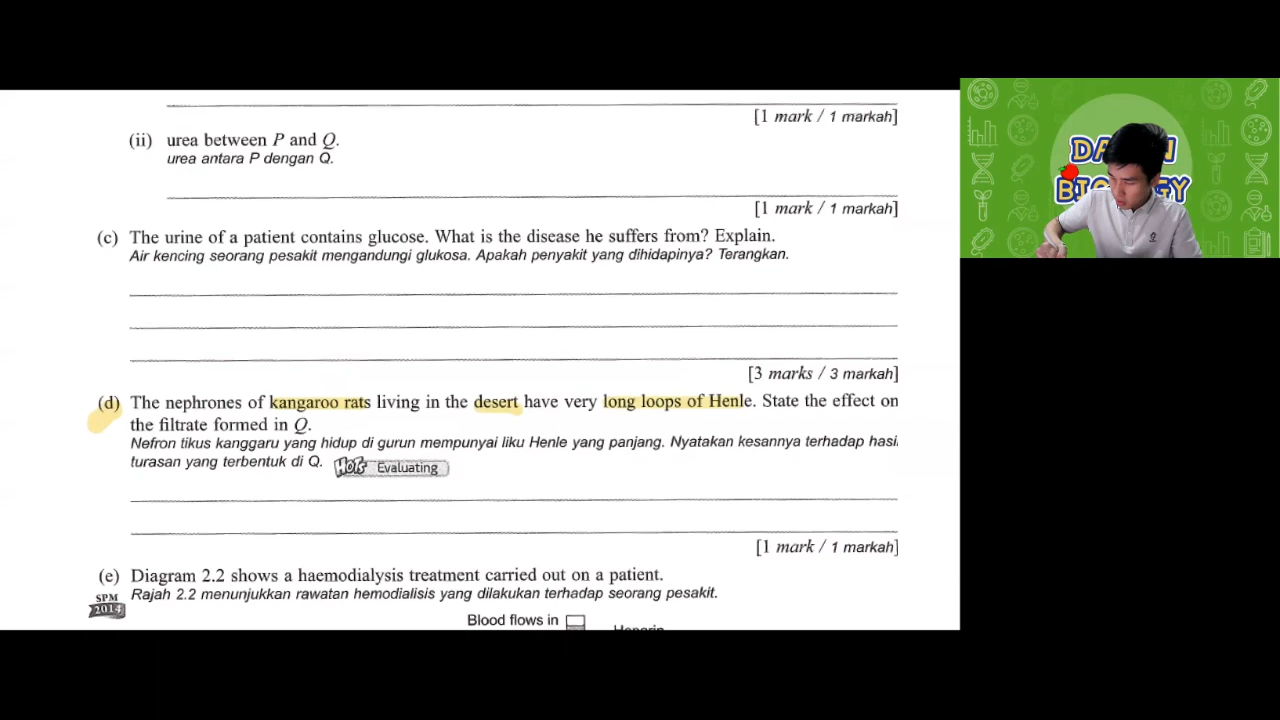 [1 mark / 1 markah]
(ii) urea between P and Q.
urea antara P dengan Q.
[1 mark / 1 markah]
(c) The urine of a patient contains glucose. What is the disease he suffers from? Explain.
Air kencing seorang pesakit mengandungi glukosa. Apakah penyakit yang dihidapinya? Terangkan.
[3 marks / 3 markah]
(d) The nephrones of kangaroo rats living in the desert have very long loops of Henle. State the effect on
the filtrate formed in Q.
Nefron tikus kanggaru yang hidup di gurun mempunyai liku Henle yang panjang. Nyatakan kesannya terhadap hasi
turasan yang terbentuk di Q. HOTS Evaluating
[1 mark / 1 markah]
(e) Diagram 2.2 shows a haemodialysis treatment carried out on a patient.
SPM
2014
Rajah 2.2 menunjukkan rawatan hemodialisis yang dilakukan terhadap seorang pesakit.
Blood flows in